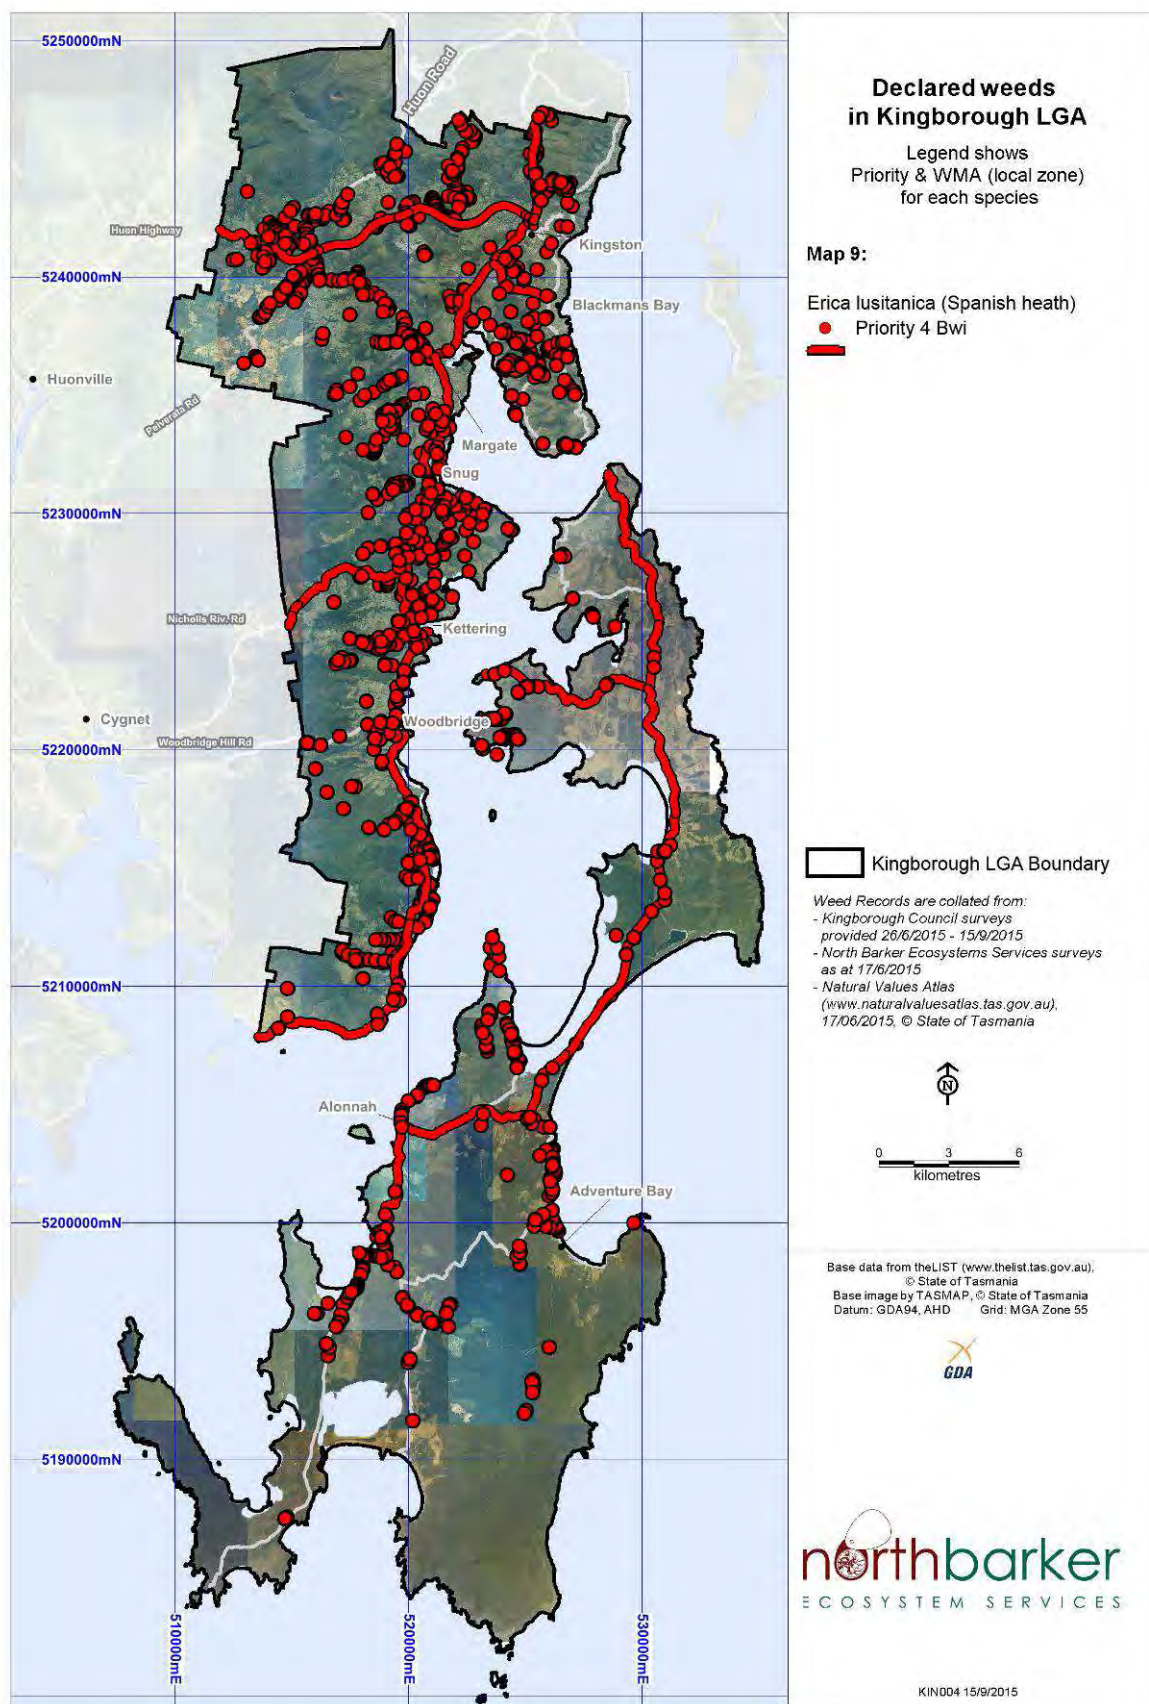 5250000mN
Huon Road
Huon Highway
Kingston
5240000mN
Blackmans Bay
Huonville
Pelverata Rd
Margate
Snug
5230000mN
Nicholls Riv. Rd
Kettering
Cygnet
Woodbridge
Woodbridge Hill Rd
5220000mN
5210000mN
Alonnah
Adventure Bay
5200000mN
5190000mN
510000mE
520000mE
530000mE
Declared weeds
in Kingborough LGA
Legend shows
Priority & WMA (local zone)
for each species
Map 9:
Erica lusitanica (Spanish heath)
Priority 4 Bwi
Kingborough LGA Boundary
Weed Records are collated from:
- Kingborough Council surveys
provided 26/6/2015 - 15/9/2015
- North Barker Ecosystems Services surveys
as at 17/6/2015
- Natural Values Atlas
(www.naturalvaluesatlas.tas.gov.au),
17/06/2015, © State of Tasmania
N
0 3 6
kilometres
Base data from theLIST (www.thelist.tas.gov.au),
© State of Tasmania
Base image by TASMAP, © State of Tasmania
Datum: GDA94, AHD Grid: MGA Zone 55
GDA
northbarker
ECOSYSTEM SERVICES
KIN004 15/9/2015